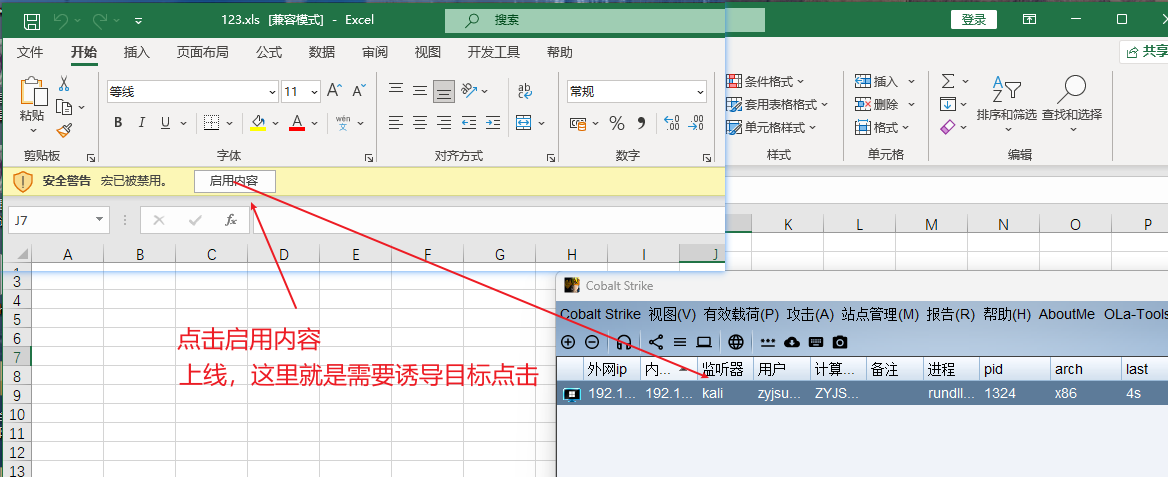 123.xls [兼容模式] - Excel
搜索
登录
文件 开始 插入 页面布局 公式 数据 审阅 视图 开发工具 帮助
共享
粘贴
等线 11
B I U A wén 文
ab
常规
% 9 .00 .00
条件格式
套用表格格式
单元格样式
插入
删除
格式
排序和筛选 查找和选择
剪贴板 字体 对齐方式 数字 样式 单元格 编辑
安全警告 宏已被禁用。 启用内容
J7 fx
A B C D E F G H I J K L M N O P
3
4
5
6
7
8
9
10
11
12
13
点击启用内容
上线，这里就是需要诱导目标点击
Cobalt Strike
Cobalt Strike 视图(V) 有效载荷(P) 攻击(A) 站点管理(M) 报告(R) 帮助(H) AboutMe OLa-Tools
外网ip 内... 监听器 用户 计算... 备注 进程 pid arch last
192.1... 192.1... kali zyjsu... ZYJS... rundll... 1324 x86 4s